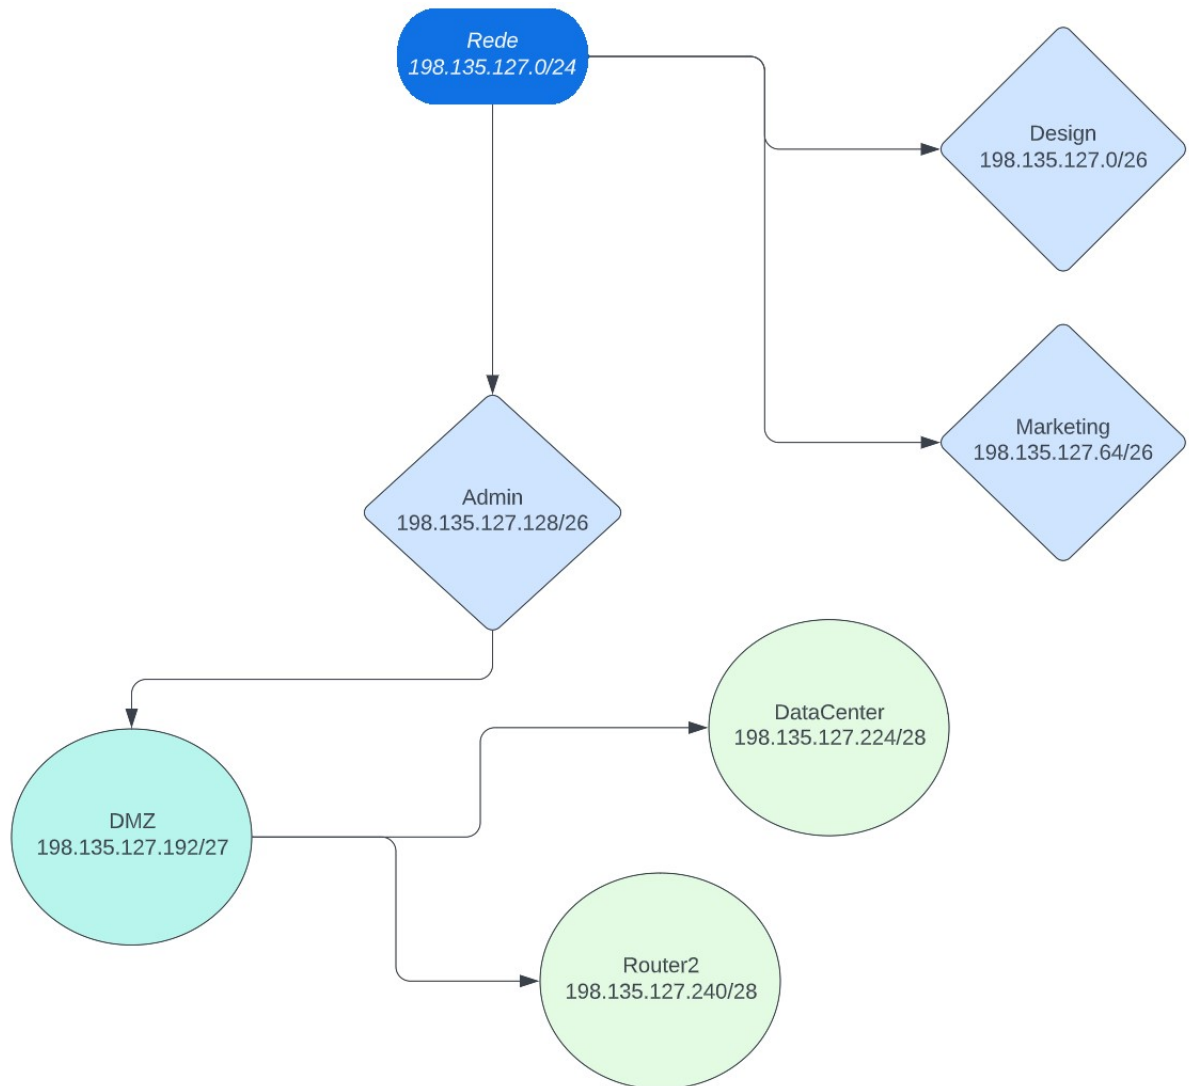 Rede
198.135.127.0/24
Design
198.135.127.0/26
Marketing
198.135.127.64/26
Admin
198.135.127.128/26
DataCenter
198.135.127.224/28
DMZ
198.135.127.192/27
Router2
198.135.127.240/28